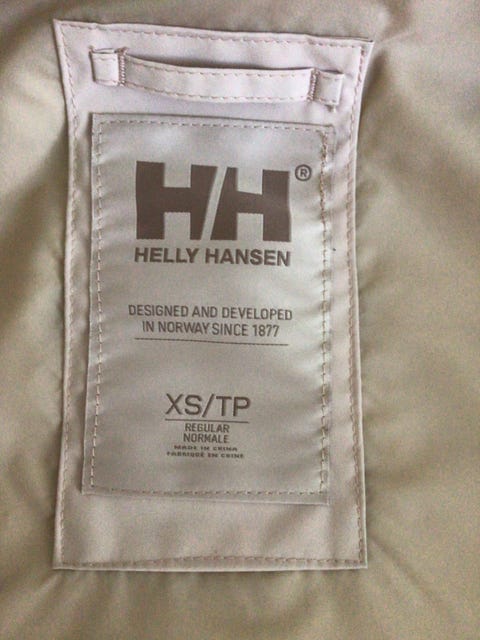 HH®
HELLY HANSEN
DESIGNED AND DEVELOPED
IN NORWAY SINCE 1877
XS/TP
REGULAR
NORMALE
MADE IN CHINA
FABRIQUÉ EN CHINE